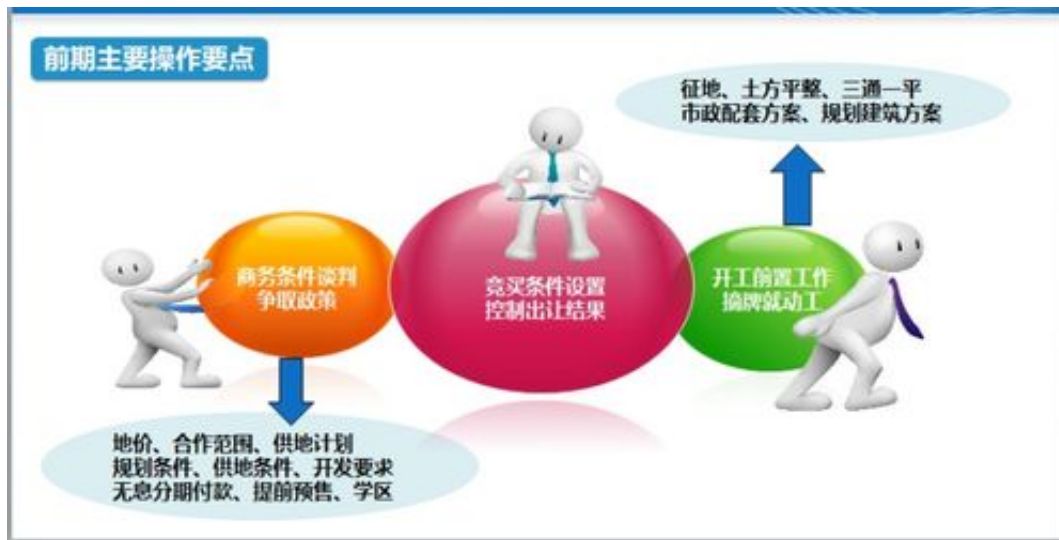 前期主要操作要点
征地、土方平整、三通一平
市政配套方案、规划建筑方案
商务条件谈判
争取政策
竞买条件设置
控制出让结果
开工前置工作
摘牌就动工
地价、合作范围、供地计划
规划条件、供地条件、开发要求
无息分期付款、提前预售、学区